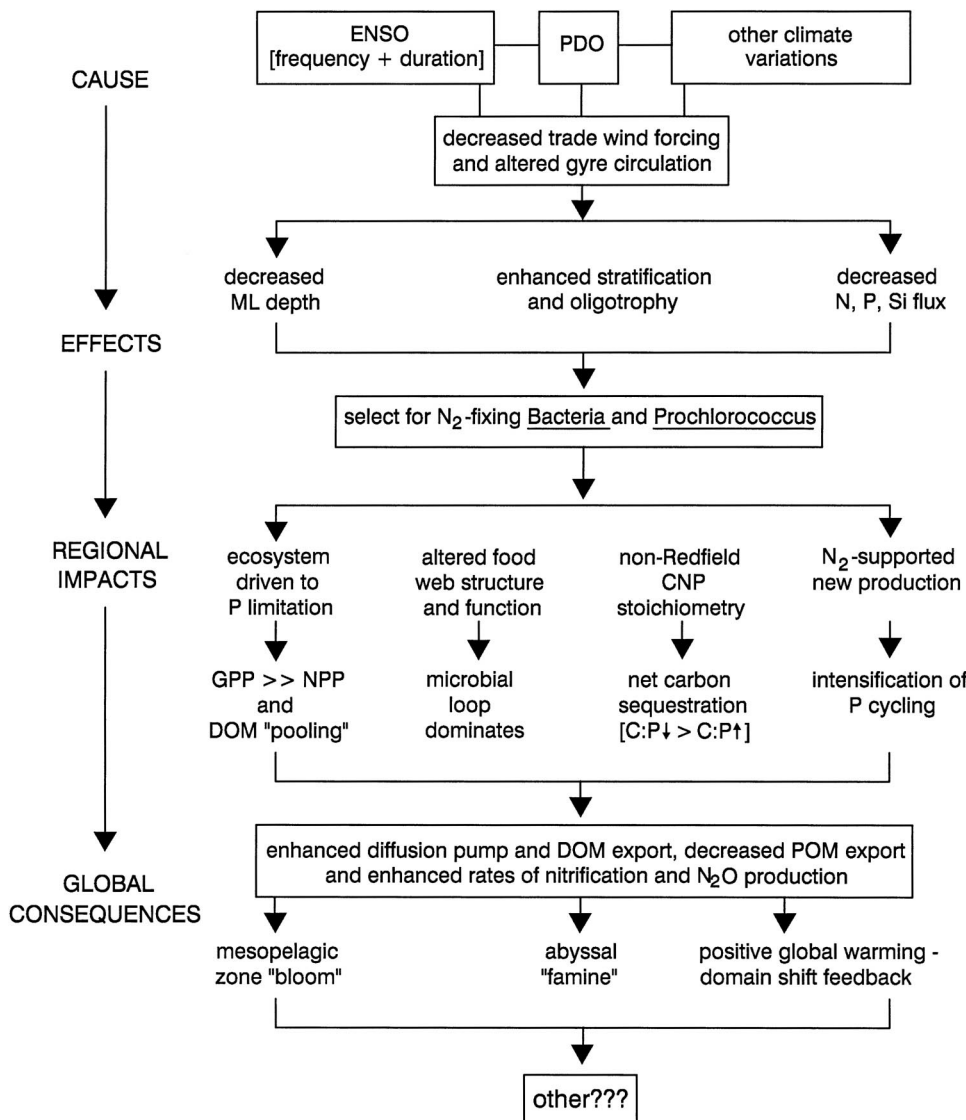 CAUSE
EFFECTS
REGIONAL
IMPACTS
GLOBAL
CONSEQUENCES
ENSO
[frequency + duration]
PDO
other climate
variations
decreased trade wind forcing
and altered gyre circulation
decreased
ML depth
enhanced stratification
and oligotrophy
decreased
N, P, Si flux
select for N₂-fixing Bacteria and Prochlorococcus
ecosystem
driven to
P limitation
altered food
web structure
and function
non-Redfield
CNP
stoichiometry
N₂-supported
new production
GPP >> NPP
and
DOM "pooling"
microbial
loop
dominates
net carbon
sequestration
[C:P↓ > C:P↑]
intensification of
P cycling
enhanced diffusion pump and DOM export, decreased POM export
and enhanced rates of nitrification and N₂O production
mesopelagic
zone "bloom"
abyssal
"famine"
positive global warming -
domain shift feedback
other???